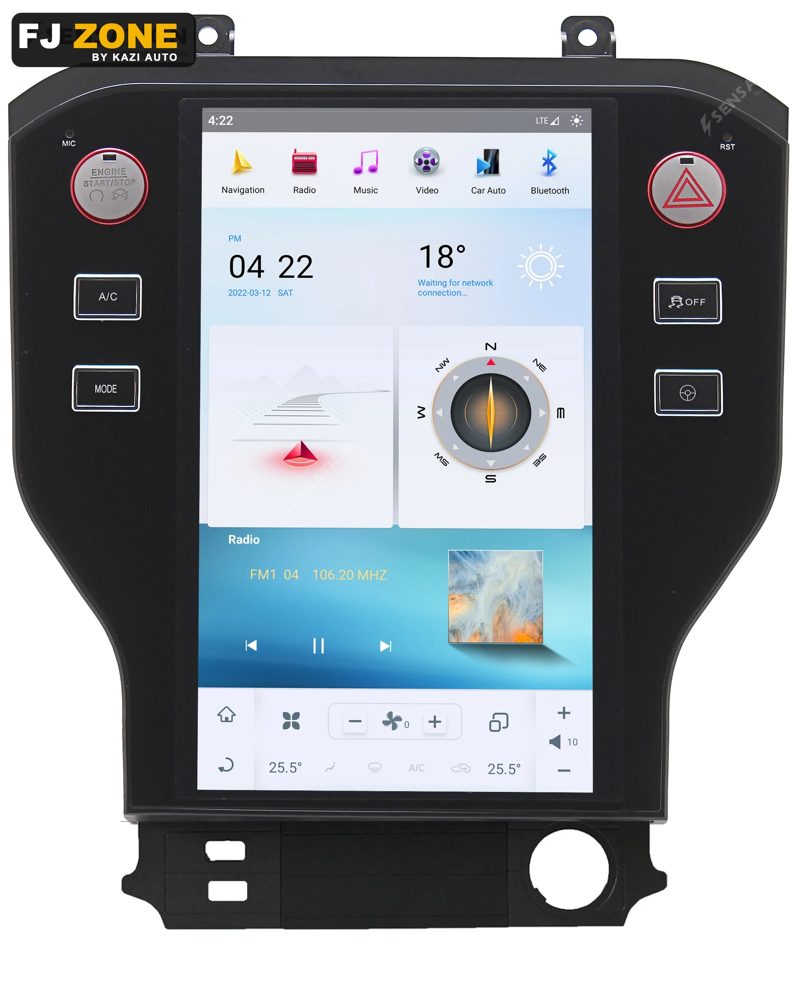 FJ ZONE
BY KAZI AUTO
SENSATION
4:22
LTE
MIC
RST
ENGINE
START/STOP
Navigation
Radio
Music
Video
Car Auto
Bluetooth
A/C
OFF
PM
04 22
2022-03-12 SAT
18°
Waiting for network
connection...
MODE
N
NW
NE
W
E
SW
SE
S
SENSATION
Radio
FM1 04 106.20 MHZ
0
10
25.5°
A/C
25.5°